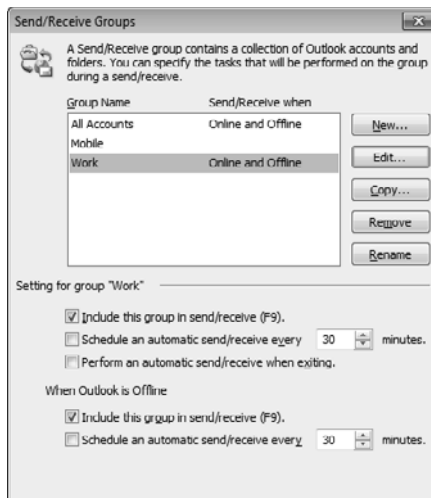 Send/Receive Groups
A Send/Receive group contains a collection of Outlook accounts and
folders. You can specify the tasks that will be performed on the group
during a send/receive.
Group Name Send/Receive when
All Accounts Online and Offline
Mobile
Work Online and Offline
New...
Edit...
Copy...
Remove
Rename
Setting for group "Work"
Include this group in send/receive (F9).
Schedule an automatic send/receive every 30 minutes.
Perform an automatic send/receive when exiting.
When Outlook is Offline
Include this group in send/receive (F9).
Schedule an automatic send/receive every 30 minutes.